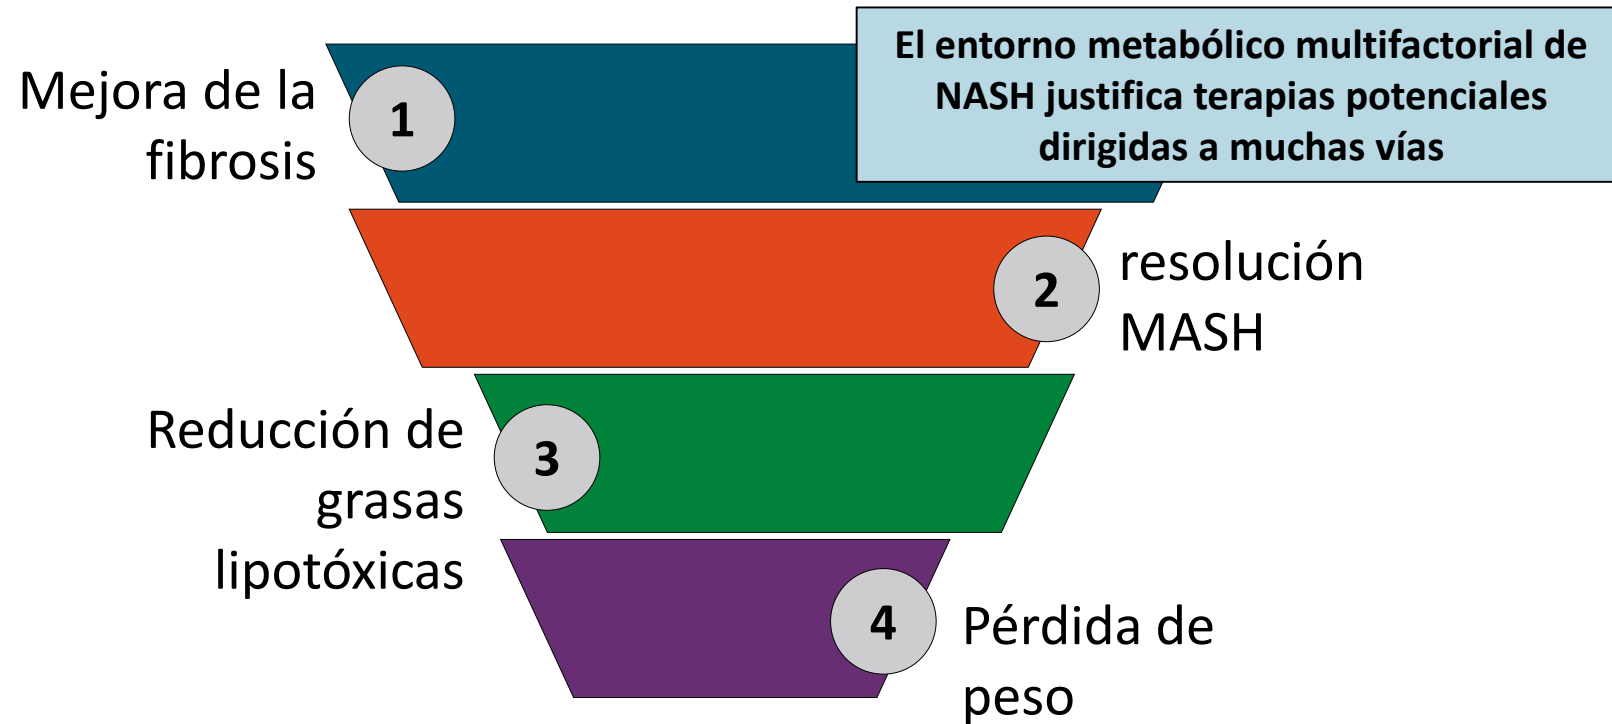 El entorno metabólico multifactorial de
NASH justifica terapias potenciales
dirigidas a muchas vías
Mejora de la
fibrosis
1
2
resolución
MASH
Reducción de
grasas
lipotóxicas
3
4
Pérdida de
peso